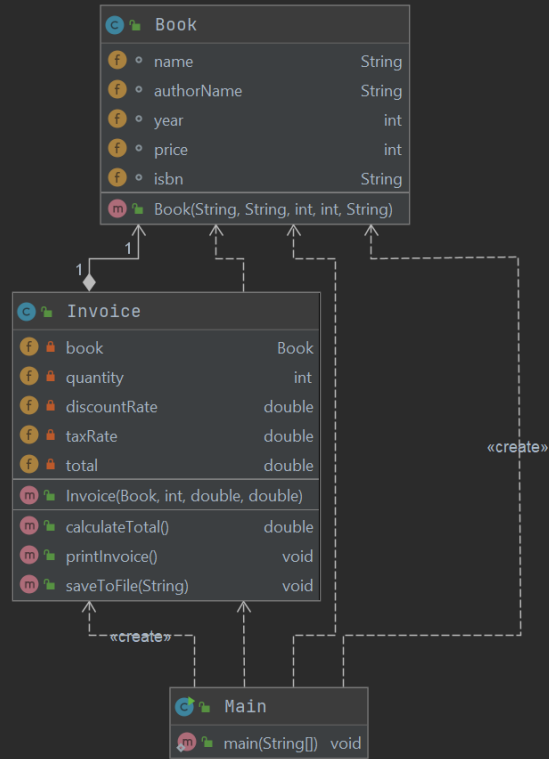 Book
name String
authorName String
year int
price int
isbn String
Book(String, String, int, int, String)
1
1
Invoice
book Book
quantity int
discountRate double
taxRate double
total double
Invoice(Book, int, double, double)
calculateTotal() double
printInvoice() void
saveToFile(String) void
«create»
«create»
Main
main(String[]) void